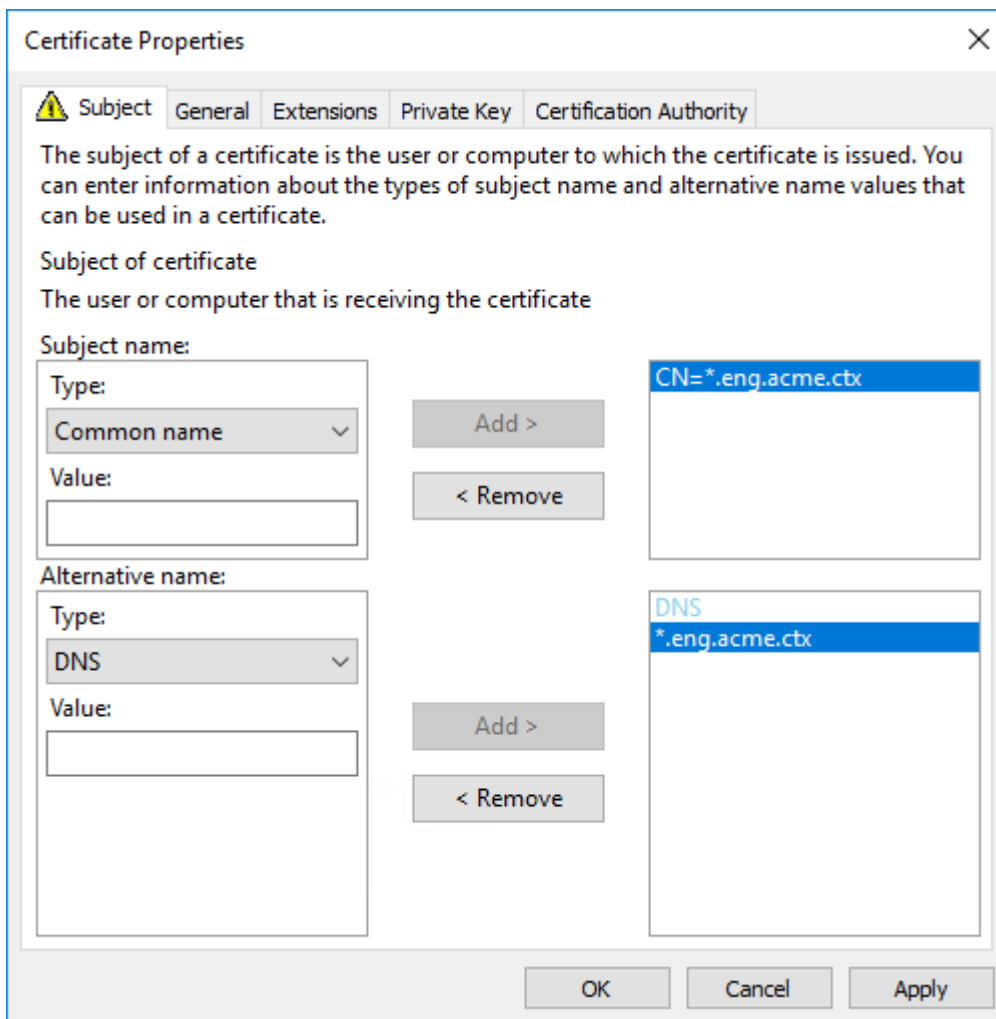 Certificate Properties
Subject General Extensions Private Key Certification Authority
The subject of a certificate is the user or computer to which the certificate is issued. You
can enter information about the types of subject name and alternative name values that
can be used in a certificate.
Subject of certificate
The user or computer that is receiving the certificate
Subject name:
Type:
Common name
Value:
Add >
< Remove
CN=*.eng.acme.ctx
Alternative name:
Type:
DNS
Value:
Add >
< Remove
DNS
*.eng.acme.ctx
OK Cancel Apply